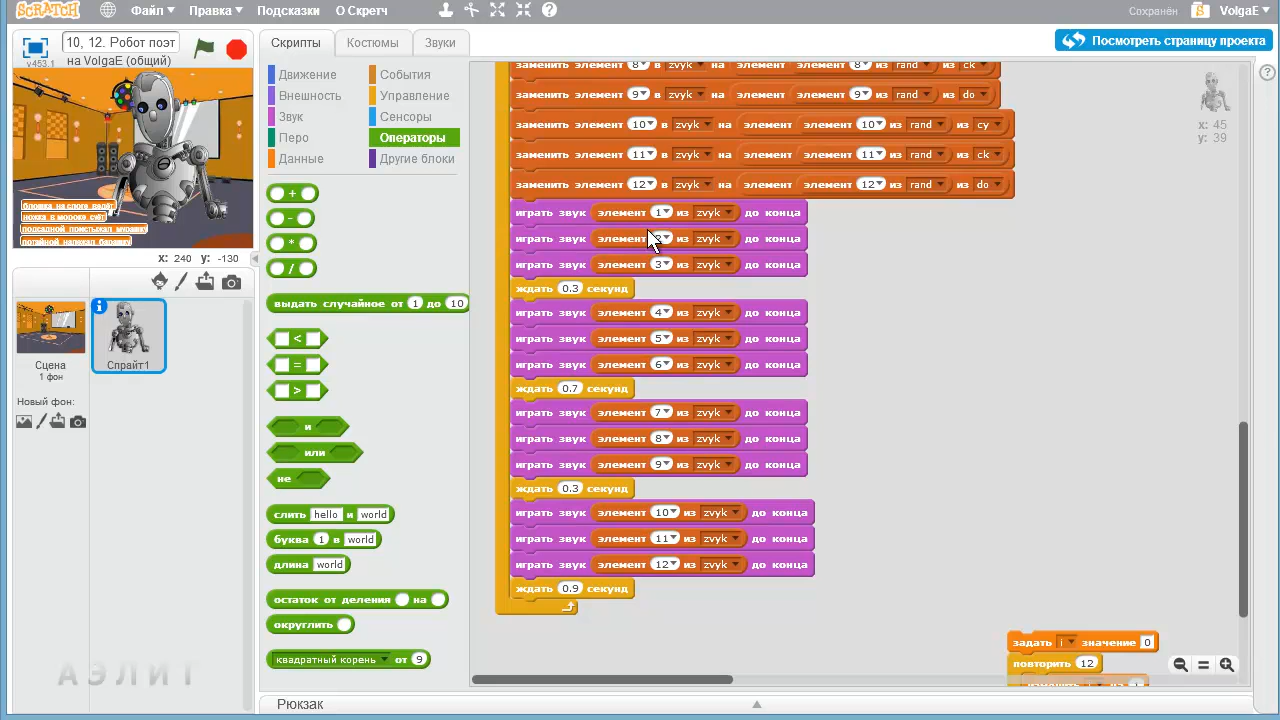 SCRATCH Файл Правка Подсказки О Скретч Сохранён VolgaE
10, 12. Робот поэт
на VolgaE (общий)
v453.1
Скрипты Костюмы Звуки
Посмотреть страницу проекта
Движение События
Внешность Управление
Звук Сенсоры
Перо Операторы
Данные Другие блоки
+
-
*
/
выдать случайное от 1 до 10
<
=
>
и
или
не
слить hello и world
буква 1 в world
длина world
остаток от деления на
округлить
квадратный корень от 9
x: 240 y: -130
Сцена
1 фон
Спрайт1
Новый фон:
АЭЛИТ
заменить элемент 8 в zvyk на элемент элемент 8 из rand из ck
заменить элемент 9 в zvyk на элемент элемент 9 из rand из do
заменить элемент 10 в zvyk на элемент элемент 10 из rand из cy
заменить элемент 11 в zvyk на элемент элемент 11 из rand из ck
заменить элемент 12 в zvyk на элемент элемент 12 из rand из do
играть звук элемент 1 из zvyk до конца
играть звук элемент из zvyk до конца
играть звук элемент 3 из zvyk до конца
ждать 0.3 секунд
играть звук элемент 4 из zvyk до конца
играть звук элемент 5 из zvyk до конца
играть звук элемент 6 из zvyk до конца
ждать 0.7 секунд
играть звук элемент 7 из zvyk до конца
играть звук элемент 8 из zvyk до конца
играть звук элемент 9 из zvyk до конца
ждать 0.3 секунд
играть звук элемент 10 из zvyk до конца
играть звук элемент 11 из zvyk до конца
играть звук элемент 12 из zvyk до конца
ждать 0.9 секунд
x: 45
y: 39
задать i значение 0
повторить 12
Рюкзак